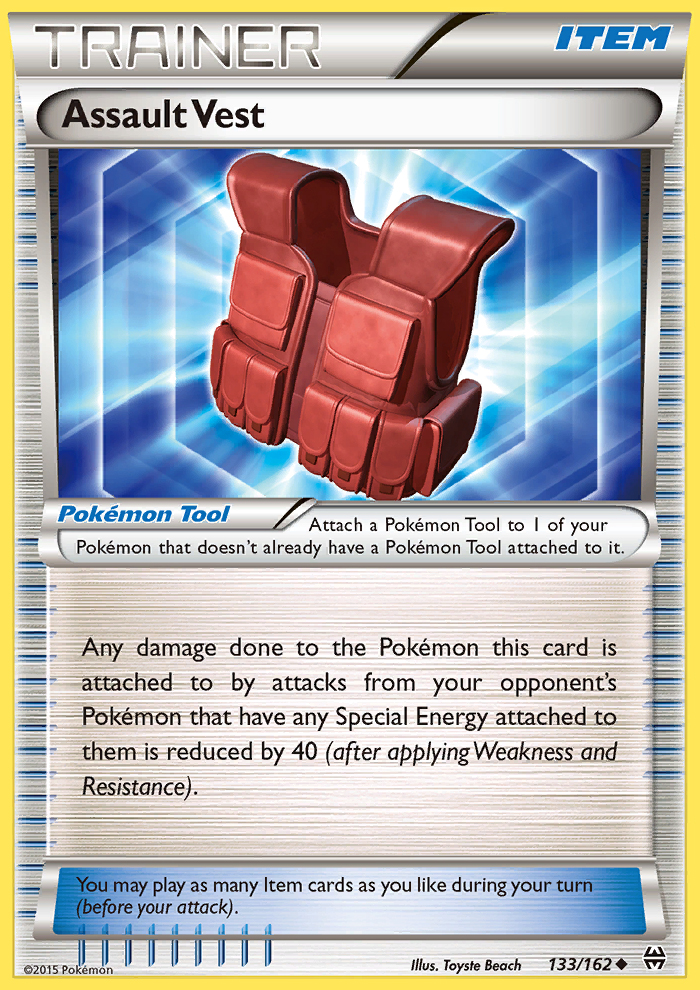 TRAINER
ITEM
Assault Vest
Pokémon Tool
Attach a Pokémon Tool to 1 of your
Pokémon that doesn't already have a Pokémon Tool attached to it.
Any damage done to the Pokémon this card is
attached to by attacks from your opponent's
Pokémon that have any Special Energy attached to
them is reduced by 40 (after applying Weakness and
Resistance).
You may play as many Item cards as you like during your turn
(before your attack).
©2015 Pokémon
Illus. Toyste Beach
133/162